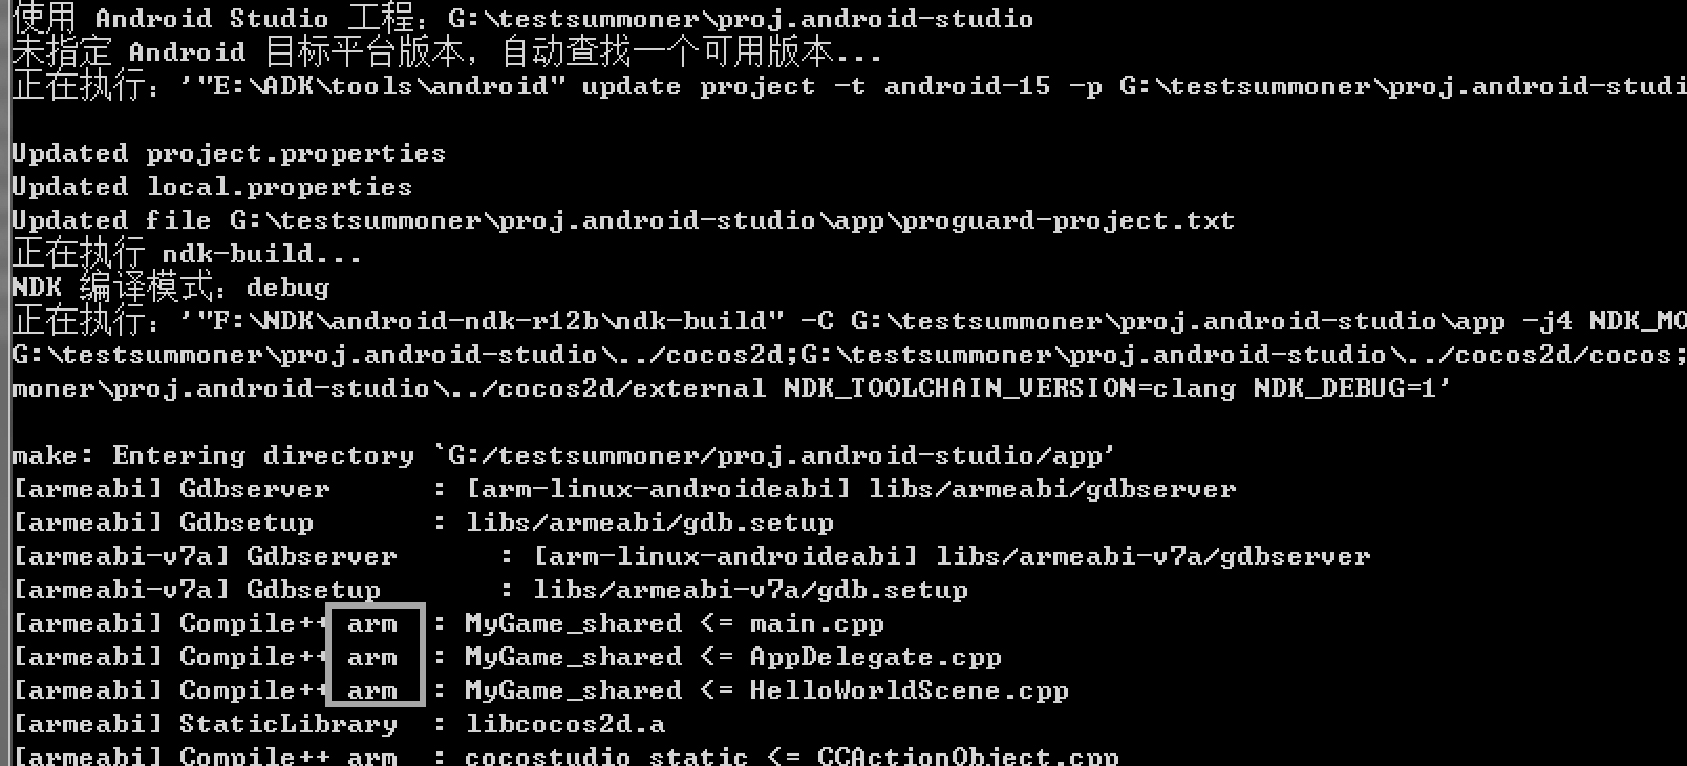 使用 Android Studio 工程：G:\testsummoner\proj.android-studio
未指定 Android 目标平台版本，自动查找一个可用版本...
正在执行：'"E:\ADK\tools\android" update project -t android-15 -p G:\testsummoner\proj.android-studi
Updated project.properties
Updated local.properties
Updated file G:\testsummoner\proj.android-studio\app\proguard-project.txt
正在执行 ndk-build...
NDK 编译模式：debug
正在执行：'"F:\NDK\android-ndk-r12b\ndk-build" -C G:\testsummoner\proj.android-studio\app -j4 NDK_MO
G:\testsummoner\proj.android-studio\../cocos2d;G:\testsummoner\proj.android-studio\../cocos2d/cocos;
moner\proj.android-studio\../cocos2d/external NDK_TOOLCHAIN_VERSION=clang NDK_DEBUG=1'
make: Entering directory `G:/testsummoner/proj.android-studio/app'
[armeabi] Gdbserver      : [arm-linux-androideabi] libs/armeabi/gdbserver
[armeabi] Gdbsetup       : libs/armeabi/gdb.setup
[armeabi-v7a] Gdbserver      : [arm-linux-androideabi] libs/armeabi-v7a/gdbserver
[armeabi-v7a] Gdbsetup       : libs/armeabi-v7a/gdb.setup
[armeabi] Compile++ arm  : MyGame_shared <= main.cpp
[armeabi] Compile++ arm  : MyGame_shared <= AppDelegate.cpp
[armeabi] Compile++ arm  : MyGame_shared <= HelloWorldScene.cpp
[armeabi] StaticLibrary  : libcocos2d.a
[armeabi] Compile++ arm  : cocostudio_static <= CCActionObject.cpp